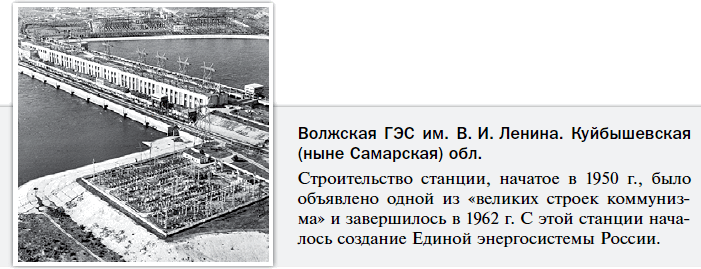 Волжская ГЭС им. В. И. Ленина. Куйбышевская
(ныне Самарская) обл.
Строительство станции, начатое в 1950 г., было
объявлено одной из «великих строек коммуниз-
ма» и завершилось в 1962 г. С этой станции нача-
лось создание Единой энергосистемы России.